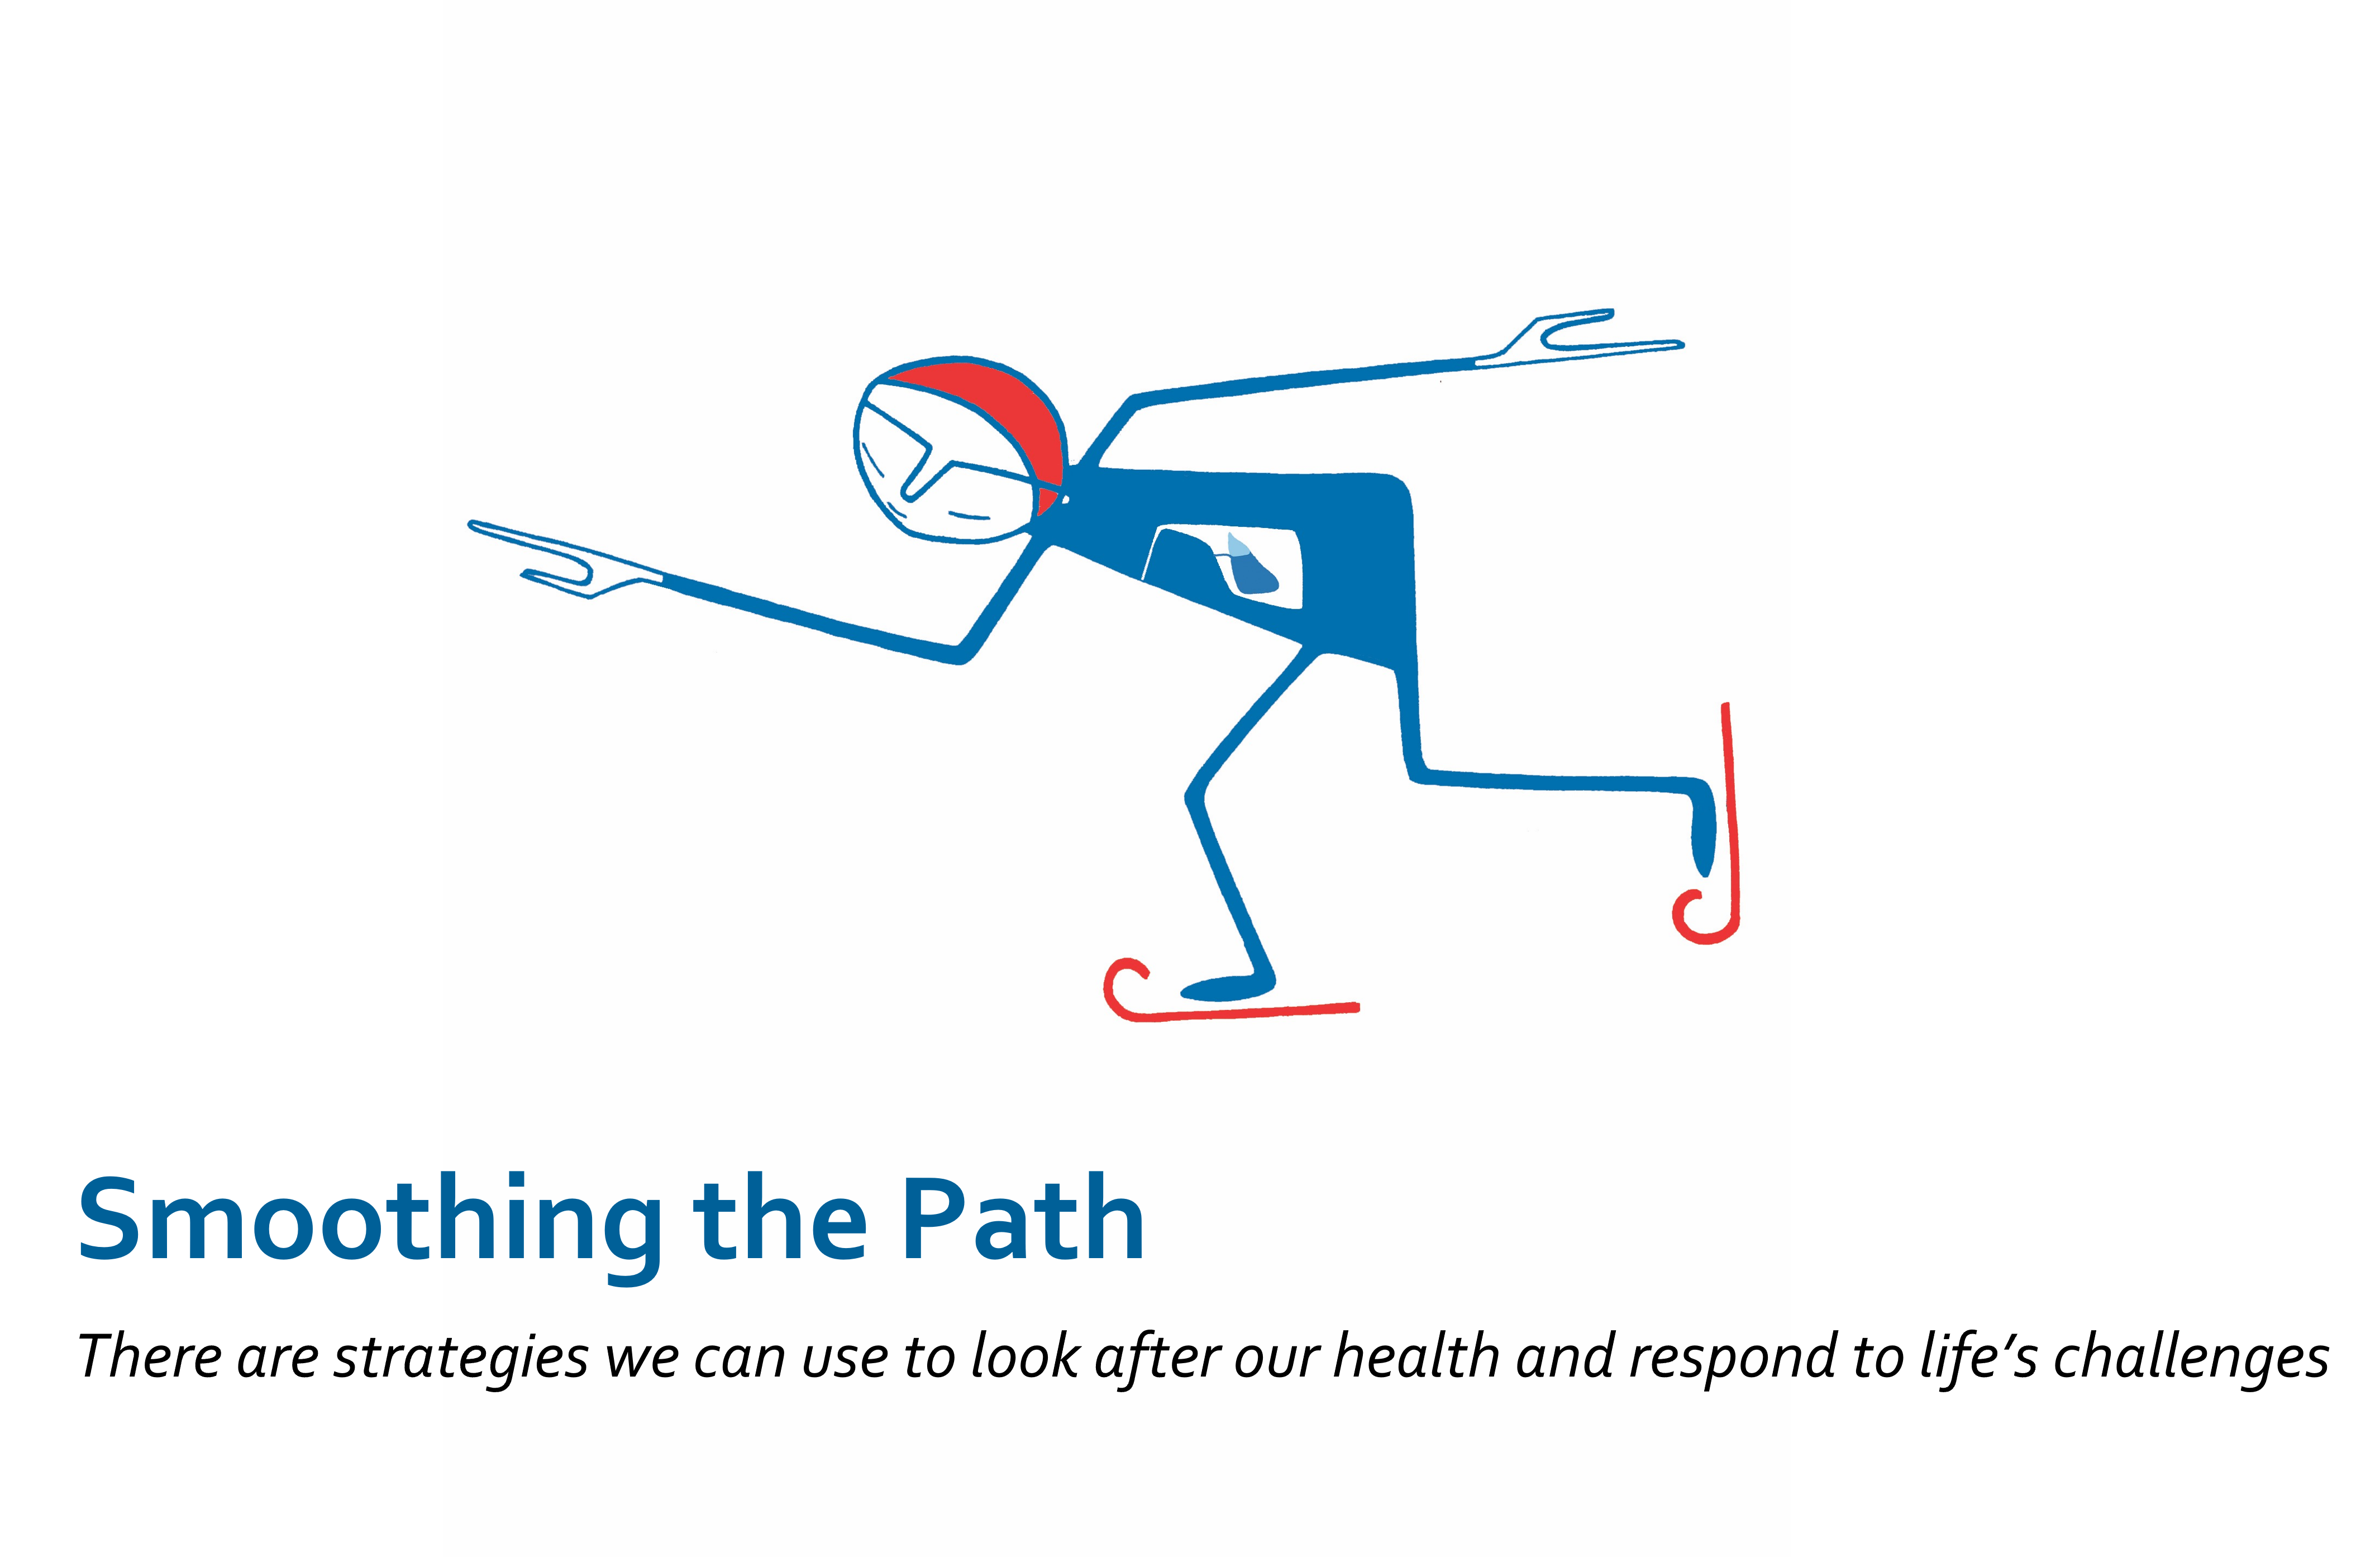 Smoothing the Path
There are strategies we can use to look after our health and respond to life’s challenges